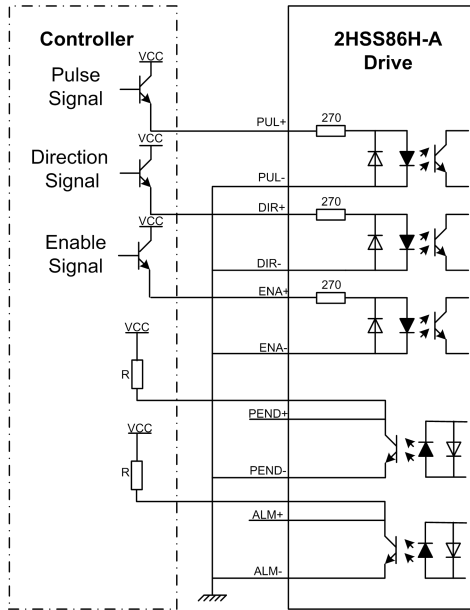 Controller
2HSS86H-A
Drive
VCC
Pulse
Signal
PUL+
270
VCC
Direction
Signal
PUL-
DIR+
270
VCC
Enable
Signal
DIR-
ENA+
270
VCC
ENA-
R
PEND+
VCC
R
PEND-
ALM+
ALM-